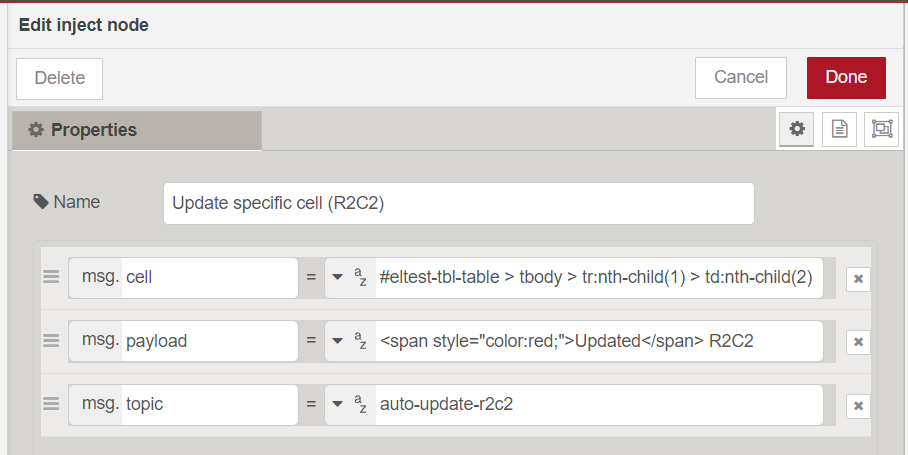 Edit inject node
Delete Cancel Done
Properties
Name Update specific cell (R2C2)
msg. cell = az #eltest-tbl-table > tbody > tr:nth-child(1) > td:nth-child(2)
msg. payload = az <span style="color:red;">Updated</span> R2C2
msg. topic = az auto-update-r2c2